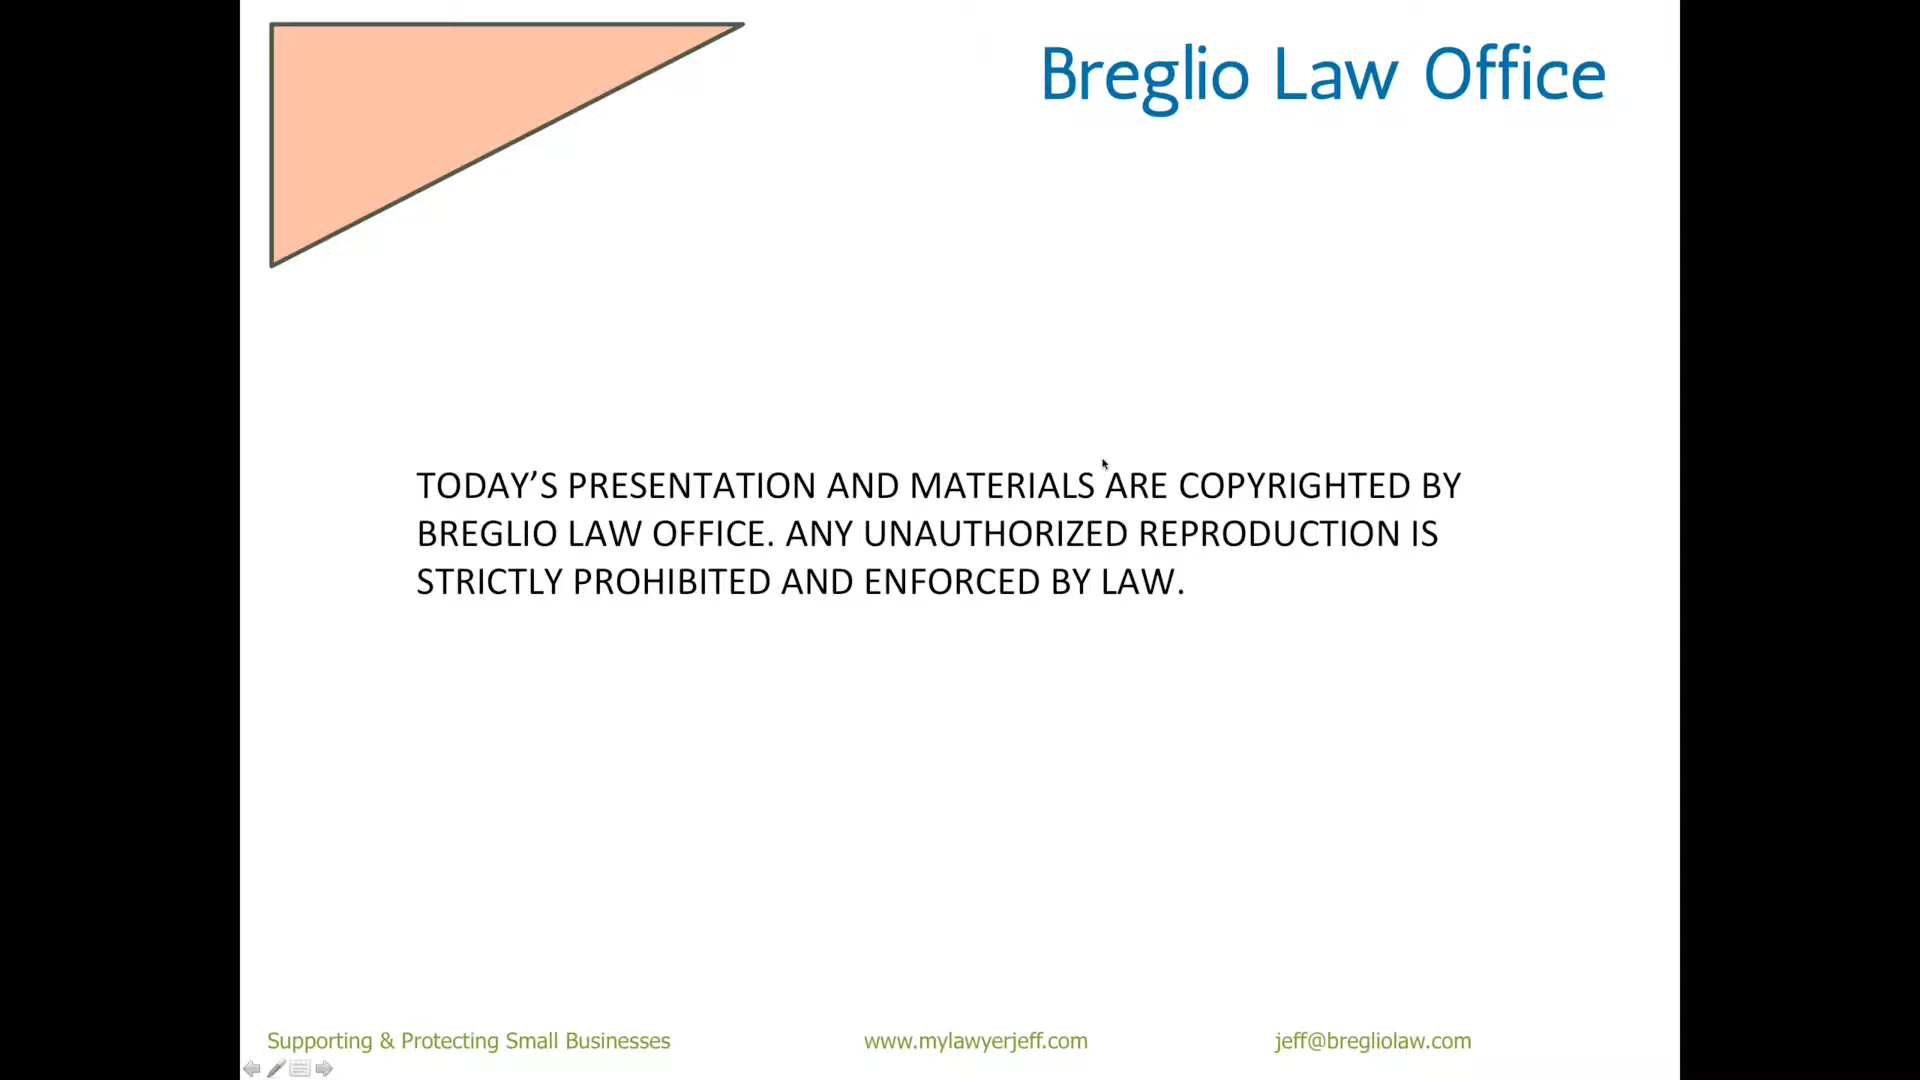 Breglio Law Office
TODAY’S PRESENTATION AND MATERIALS ARE COPYRIGHTED BY
BREGLIO LAW OFFICE. ANY UNAUTHORIZED REPRODUCTION IS
STRICTLY PROHIBITED AND ENFORCED BY LAW.
Supporting & Protecting Small Businesses www.mylawyerjeff.com jeff@bregliolaw.com